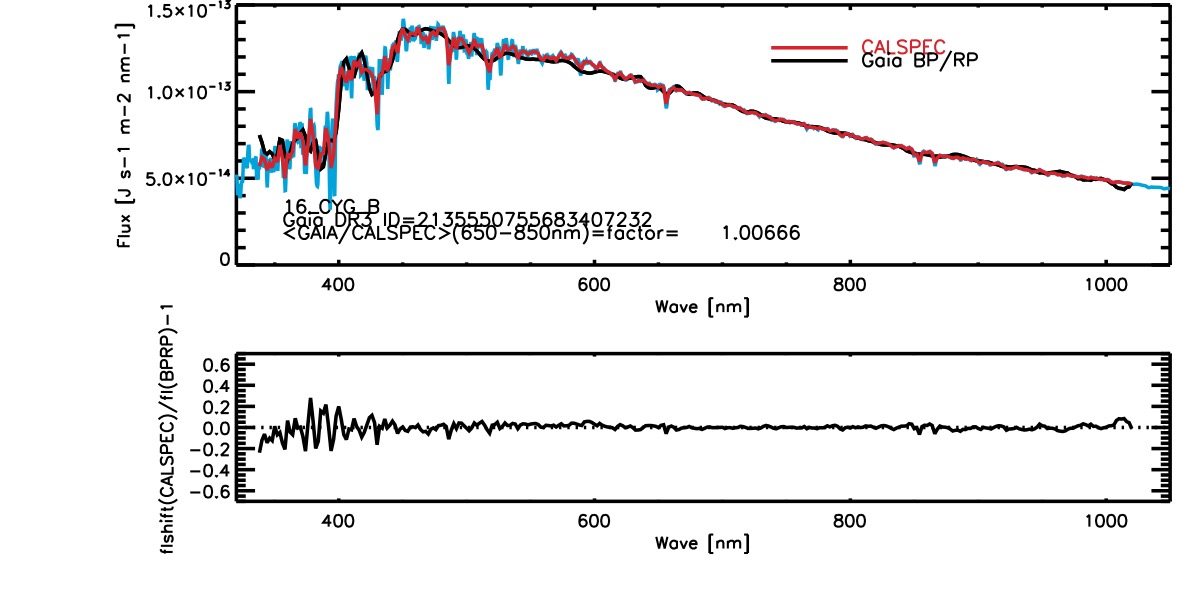 1.5×10−13
1.0×10−13
5.0×10−14
0
Flux [J s−1 m−2 nm−1]
CALSPEC
Gaia BP/RP
16_CYG_B
Gaia DR3 ID=2135550755683407232
<GAIA/CALSPEC>(650−850nm)=factor= 1.00666
400 600 800 1000
Wave [nm]
flshift(CALSPEC)/fl(BPRP)−1
0.6
0.4
0.2
0.0
−0.2
−0.4
−0.6
400 600 800 1000
Wave [nm]